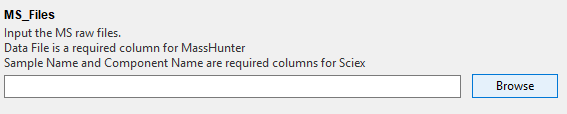 MS_Files
Input the MS raw files.
Data File is a required column for MassHunter
Sample Name and Component Name are required columns for Sciex
Browse